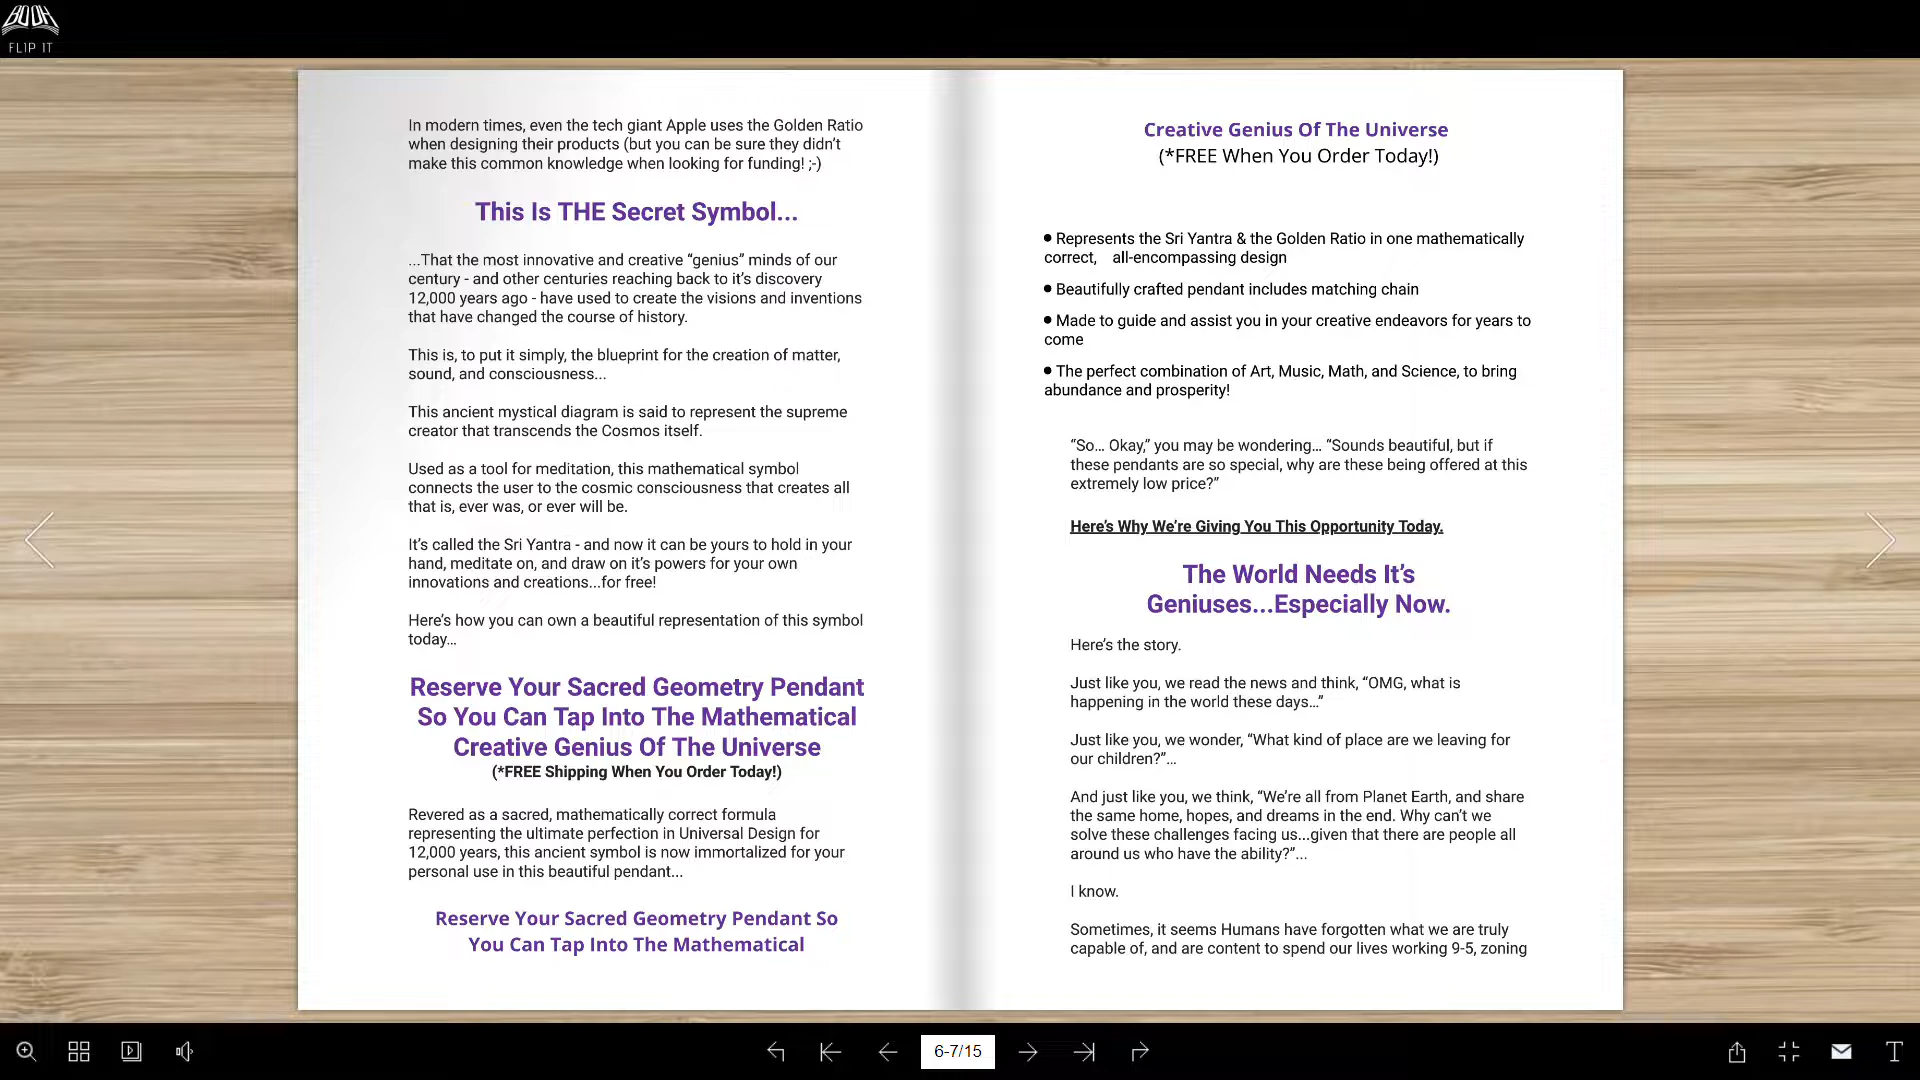 BOOK
FLIP IT
In modern times, even the tech giant Apple uses the Golden Ratio
when designing their products (but you can be sure they didn’t
make this common knowledge when looking for funding! ;-)
This Is THE Secret Symbol...
...That the most innovative and creative “genius” minds of our
century - and other centuries reaching back to it’s discovery
12,000 years ago - have used to create the visions and inventions
that have changed the course of history.
This is, to put it simply, the blueprint for the creation of matter,
sound, and consciousness...
This ancient mystical diagram is said to represent the supreme
creator that transcends the Cosmos itself.
Used as a tool for meditation, this mathematical symbol
connects the user to the cosmic consciousness that creates all
that is, ever was, or ever will be.
It’s called the Sri Yantra - and now it can be yours to hold in your
hand, meditate on, and draw on it’s powers for your own
innovations and creations...for free!
Here’s how you can own a beautiful representation of this symbol
today...
Reserve Your Sacred Geometry Pendant
So You Can Tap Into The Mathematical
Creative Genius Of The Universe
(*FREE Shipping When You Order Today!)
Revered as a sacred, mathematically correct formula
representing the ultimate perfection in Universal Design for
12,000 years, this ancient symbol is now immortalized for your
personal use in this beautiful pendant...
Reserve Your Sacred Geometry Pendant So
You Can Tap Into The Mathematical
Creative Genius Of The Universe
(*FREE When You Order Today!)
● Represents the Sri Yantra & the Golden Ratio in one mathematically
correct, all-encompassing design
● Beautifully crafted pendant includes matching chain
● Made to guide and assist you in your creative endeavors for years to
come
● The perfect combination of Art, Music, Math, and Science, to bring
abundance and prosperity!
“So... Okay,” you may be wondering... “Sounds beautiful, but if
these pendants are so special, why are these being offered at this
extremely low price?”
Here’s Why We’re Giving You This Opportunity Today.
The World Needs It’s
Geniuses...Especially Now.
Here’s the story.
Just like you, we read the news and think, “OMG, what is
happening in the world these days...”
Just like you, we wonder, “What kind of place are we leaving for
our children?”...
And just like you, we think, “We’re all from Planet Earth, and share
the same home, hopes, and dreams in the end. Why can’t we
solve these challenges facing us...given that there are people all
around us who have the ability?”...
I know.
Sometimes, it seems Humans have forgotten what we are truly
capable of, and are content to spend our lives working 9-5, zoning
6-7/15